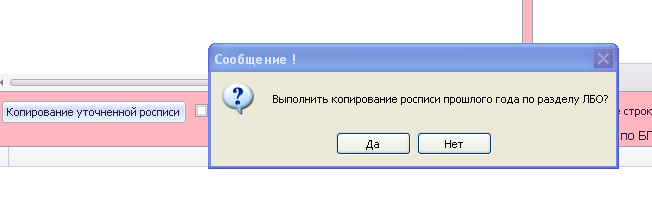 Сообщение !
Выполнить копирование росписи прошлого года по разделу ЛБО?
Да
Нет
Копирование уточненной росписи
е строк
по БГ